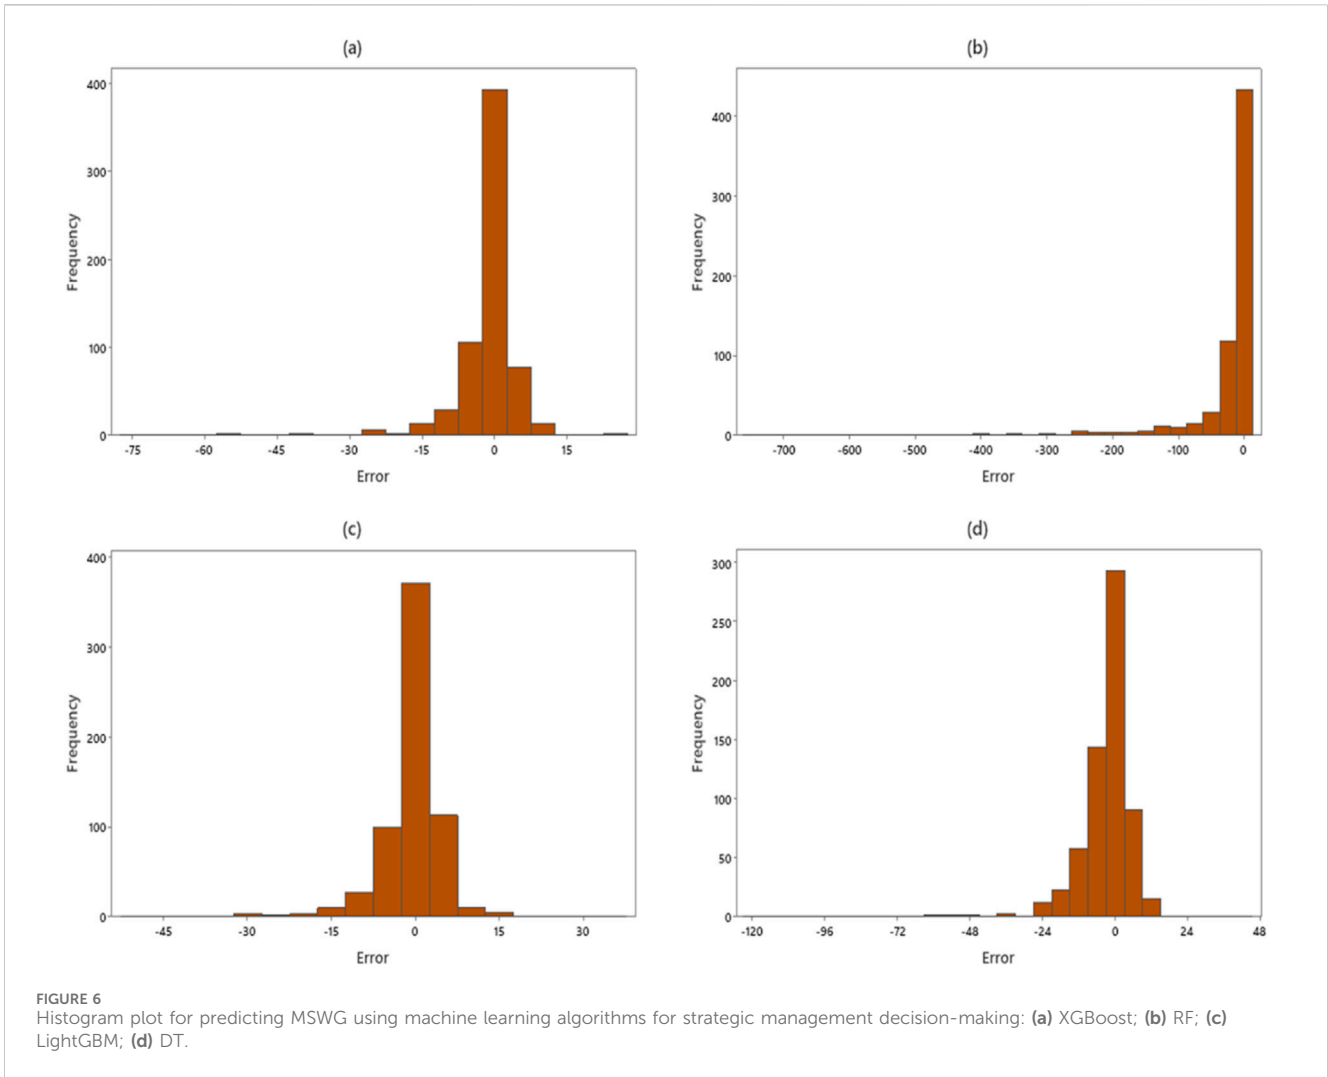 (a)
400
300
200
100
0
Frequency
-75 -60 -45 -30 -15 0 15
Error
(b)
400
300
200
100
0
Frequency
-700 -600 -500 -400 -300 -200 -100 0
Error
(c)
400
300
200
100
0
Frequency
-45 -30 -15 0 15 30
Error
(d)
300
250
200
150
100
50
0
Frequency
-120 -96 -72 -48 -24 0 24 48
Error
FIGURE 6
Histogram plot for predicting MSWG using machine learning algorithms for strategic management decision-making: (a) XGBoost; (b) RF; (c)
LightGBM; (d) DT.